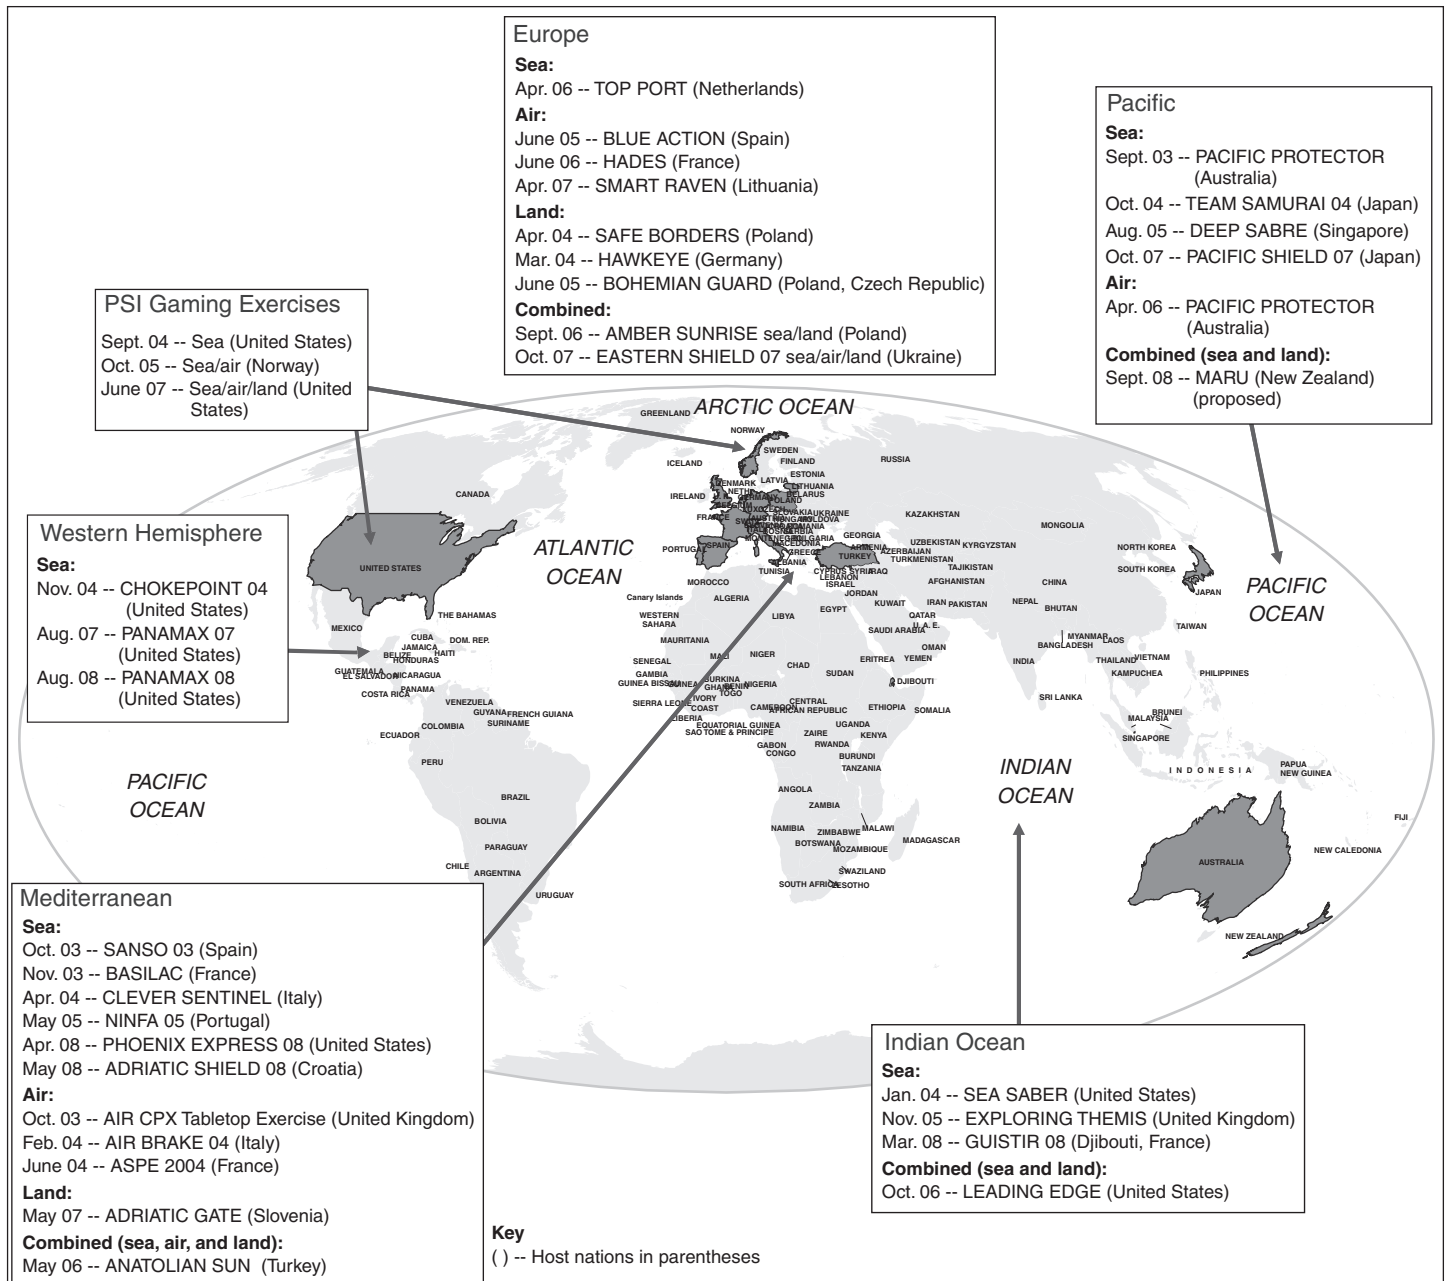 Europe
Sea:
Apr. 06 -- TOP PORT (Netherlands)
Air:
June 05 -- BLUE ACTION (Spain)
June 06 -- HADES (France)
Apr. 07 -- SMART RAVEN (Lithuania)
Land:
Apr. 04 -- SAFE BORDERS (Poland)
Mar. 04 -- HAWKEYE (Germany)
June 05 -- BOHEMIAN GUARD (Poland, Czech Republic)
Combined:
Sept. 06 -- AMBER SUNRISE sea/land (Poland)
Oct. 07 -- EASTERN SHIELD 07 sea/air/land (Ukraine)
Pacific
Sea:
Sept. 03 -- PACIFIC PROTECTOR
(Australia)
Oct. 04 -- TEAM SAMURAI 04 (Japan)
Aug. 05 -- DEEP SABRE (Singapore)
Oct. 07 -- PACIFIC SHIELD 07 (Japan)
Air:
Apr. 06 -- PACIFIC PROTECTOR
(Australia)
Combined (sea and land):
Sept. 08 -- MARU (New Zealand)
(proposed)
PSI Gaming Exercises
Sept. 04 -- Sea (United States)
Oct. 05 -- Sea/air (Norway)
June 07 -- Sea/air/land (United
States)
Western Hemisphere
Sea:
Nov. 04 -- CHOKEPOINT 04
(United States)
Aug. 07 -- PANAMAX 07
(United States)
Aug. 08 -- PANAMAX 08
(United States)
ARCTIC OCEAN
ATLANTIC
OCEAN
PACIFIC
OCEAN
PACIFIC
OCEAN
INDIAN
OCEAN
GREENLAND
NORWAY
SWEDEN
FINLAND
RUSSIA
ICELAND
ESTONIA
LATVIA
LITHUANIA
DENMARK
BELARUS
IRELAND
U. K.
NETH.
GERMANY
POLAND
BELGIUM
FRANCE
SLOVAKIA
UKRAINE
MOLDOVA
MACEDONIA
BULGARIA
GREECE
ALBANIA
PORTUGAL
SPAIN
GEORGIA
ARMENIA
AZERBAIJAN
TURKEY
CYPRUS
SYRIA
IRAQ
LEBANON
ISRAEL
JORDAN
KAZAKHSTAN
UZBEKISTAN
KYRGYZSTAN
TURKMENISTAN
TAJIKISTAN
AFGHANISTAN
MONGOLIA
NORTH KOREA
SOUTH KOREA
JAPAN
CHINA
NEPAL
BHUTAN
TAIWAN
CANADA
UNITED STATES
THE BAHAMAS
MEXICO
CUBA
DOM. REP.
JAMAICA
HAITI
BELIZE
HONDURAS
GUATEMALA
EL SALVADOR
NICARAGUA
PANAMA
COSTA RICA
VENEZUELA
GUYANA
FRENCH GUIANA
SURINAME
COLOMBIA
ECUADOR
PERU
BRAZIL
BOLIVIA
PARAGUAY
CHILE
ARGENTINA
URUGUAY
TUNISIA
MOROCCO
Canary Islands
ALGERIA
LIBYA
EGYPT
WESTERN
SAHARA
MAURITANIA
MALI
NIGER
CHAD
SUDAN
SENEGAL
GAMBIA
GUINEA BISSAU
GUINEA
BURKINA
GHANA
BENIN
NIGERIA
TOGO
SIERRA LEONE
IVORY
COAST
LIBERIA
CAMEROON
CENTRAL
AFRICAN REPUBLIC
EQUATORIAL GUINEA
SAO TOME & PRINCIPE
GABON
CONGO
ZAIRE
UGANDA
KENYA
RWANDA
BURUNDI
TANZANIA
ETHIOPIA
SOMALIA
ERITREA
YEMEN
DJIBOUTI
KUWAIT
IRAN
PAKISTAN
QATAR
U. A. E.
SAUDI ARABIA
OMAN
INDIA
SRI LANKA
BANGLADESH
MYANMAR
LAOS
THAILAND
VIETNAM
KAMPUCHEA
PHILIPPINES
BRUNEI
MALAYSIA
SINGAPORE
INDONESIA
PAPUA
NEW GUINEA
FIJI
NEW CALEDONIA
AUSTRALIA
NEW ZEALAND
ANGOLA
ZAMBIA
NAMIBIA
ZIMBABWE
MALAWI
BOTSWANA
MOZAMBIQUE
MADAGASCAR
SWAZILAND
SOUTH AFRICA
LESOTHO
Mediterranean
Sea:
Oct. 03 -- SANSO 03 (Spain)
Nov. 03 -- BASILAC (France)
Apr. 04 -- CLEVER SENTINEL (Italy)
May 05 -- NINFA 05 (Portugal)
Apr. 08 -- PHOENIX EXPRESS 08 (United States)
May 08 -- ADRIATIC SHIELD 08 (Croatia)
Air:
Oct. 03 -- AIR CPX Tabletop Exercise (United Kingdom)
Feb. 04 -- AIR BRAKE 04 (Italy)
June 04 -- ASPE 2004 (France)
Land:
May 07 -- ADRIATIC GATE (Slovenia)
Combined (sea, air, and land):
May 06 -- ANATOLIAN SUN (Turkey)
Indian Ocean
Sea:
Jan. 04 -- SEA SABER (United States)
Nov. 05 -- EXPLORING THEMIS (United Kingdom)
Mar. 08 -- GUISTIR 08 (Djibouti, France)
Combined (sea and land):
Oct. 06 -- LEADING EDGE (United States)
Key
( ) -- Host nations in parentheses